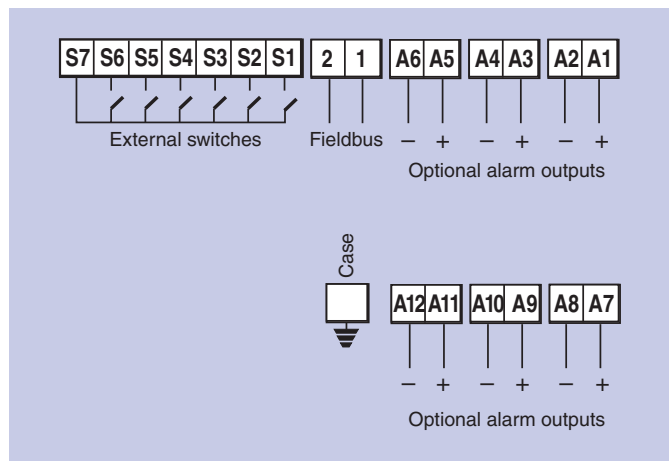 S7 S6 S5 S4 S3 S2 S1 2 1 A6 A5 A4 A3 A2 A1
External switches Fieldbus – + – + – +
Optional alarm outputs
Case
A12 A11 A10 A9 A8 A7
– + – + – +
Optional alarm outputs